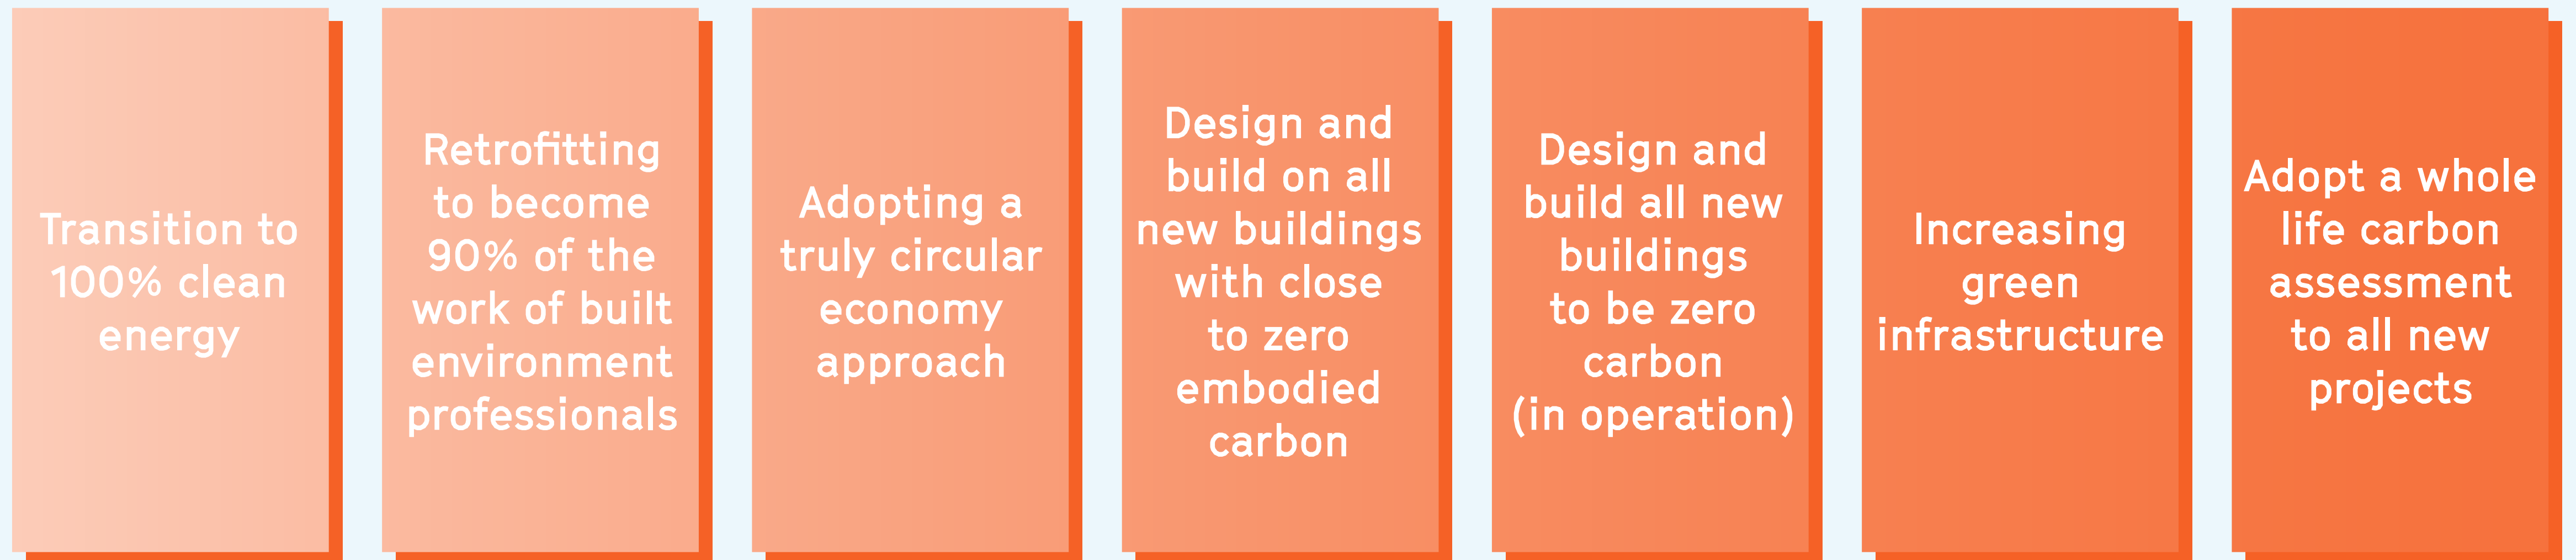 Transition to
100% clean
energy
Retrofitting
to become
90% of the
work of built
environment
professionals
Adopting a
truly circular
economy
approach
Design and
build on all
new buildings
with close
to zero
embodied
carbon
Design and
build all new
buildings
to be zero
carbon
(in operation)
Increasing
green
infrastructure
Adopt a whole
life carbon
assessment
to all new
projects